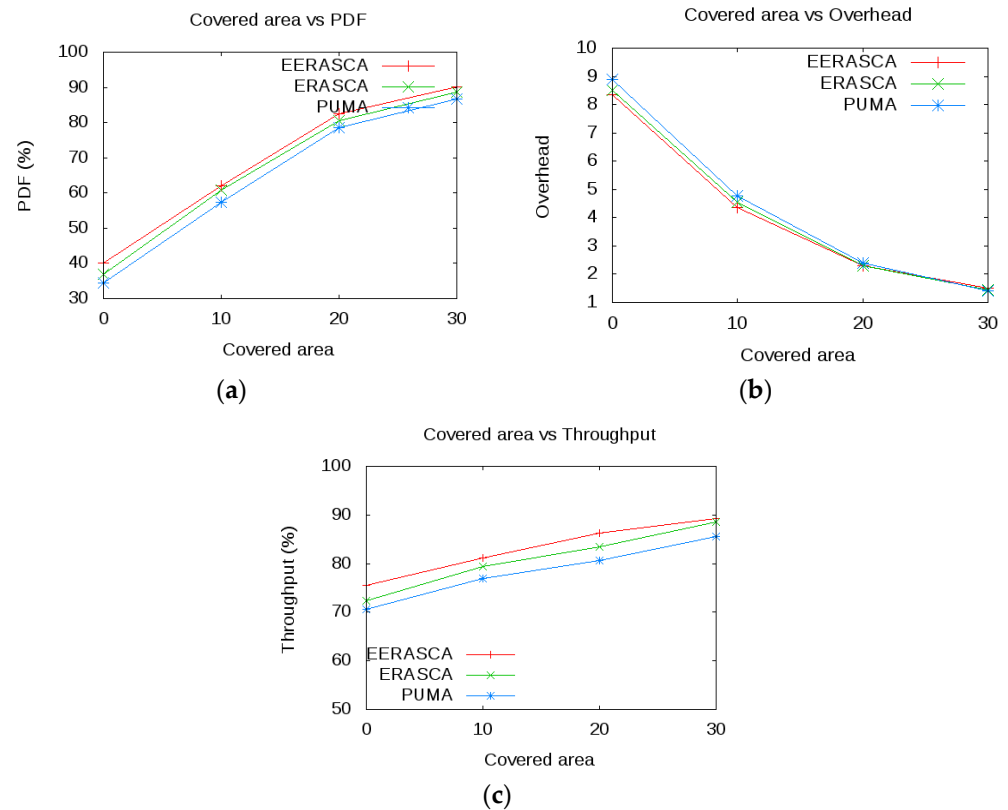 Covered area vs PDF
100
90
80
70
60
50
40
30
PDF (%)
EERASCA
ERASCA
PUMA
0 10 20 30
Covered area
(a)
Covered area vs Overhead
10
9
8
7
6
5
4
3
2
1
Overhead
EERASCA
ERASCA
PUMA
0 10 20 30
Covered area
(b)
Covered area vs Throughput
100
90
80
70
60
50
Throughput (%)
EERASCA
ERASCA
PUMA
0 10 20 30
Covered area
(c)